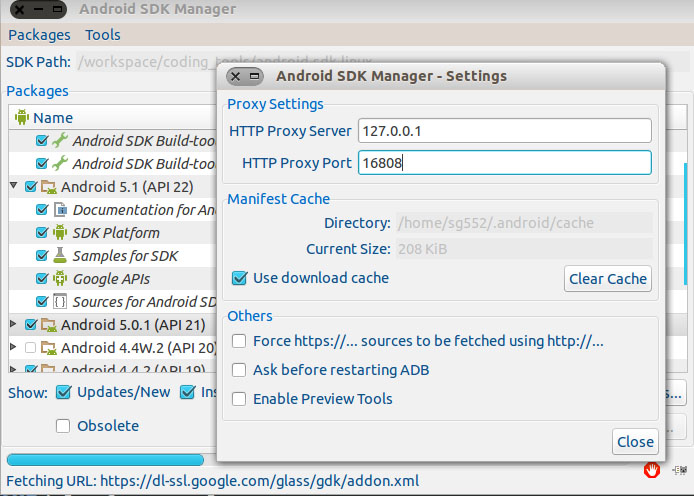 Android SDK Manager
Packages Tools
SDK Path: /workspace/coding_tools/android-sdk-linux
Packages
Name
Android SDK Build-too
Android SDK Build-too
Android 5.1 (API 22)
Documentation for An
SDK Platform
Samples for SDK
Google APIs
Sources for Android SD
Android 5.0.1 (API 21)
Android 4.4W.2 (API 20)
Android 4.4.2 (API 19)
Show: Updates/New Ins
Obsolete
Fetching URL: https://dl-ssl.google.com/glass/gdk/addon.xml
Android SDK Manager - Settings
Proxy Settings
HTTP Proxy Server 127.0.0.1
HTTP Proxy Port 16808
Manifest Cache
Directory: /home/sg552/.android/cache
Current Size: 208 KiB
Use download cache Clear Cache
Others
Force https://... sources to be fetched using http://...
Ask before restarting ADB
Enable Preview Tools
Close